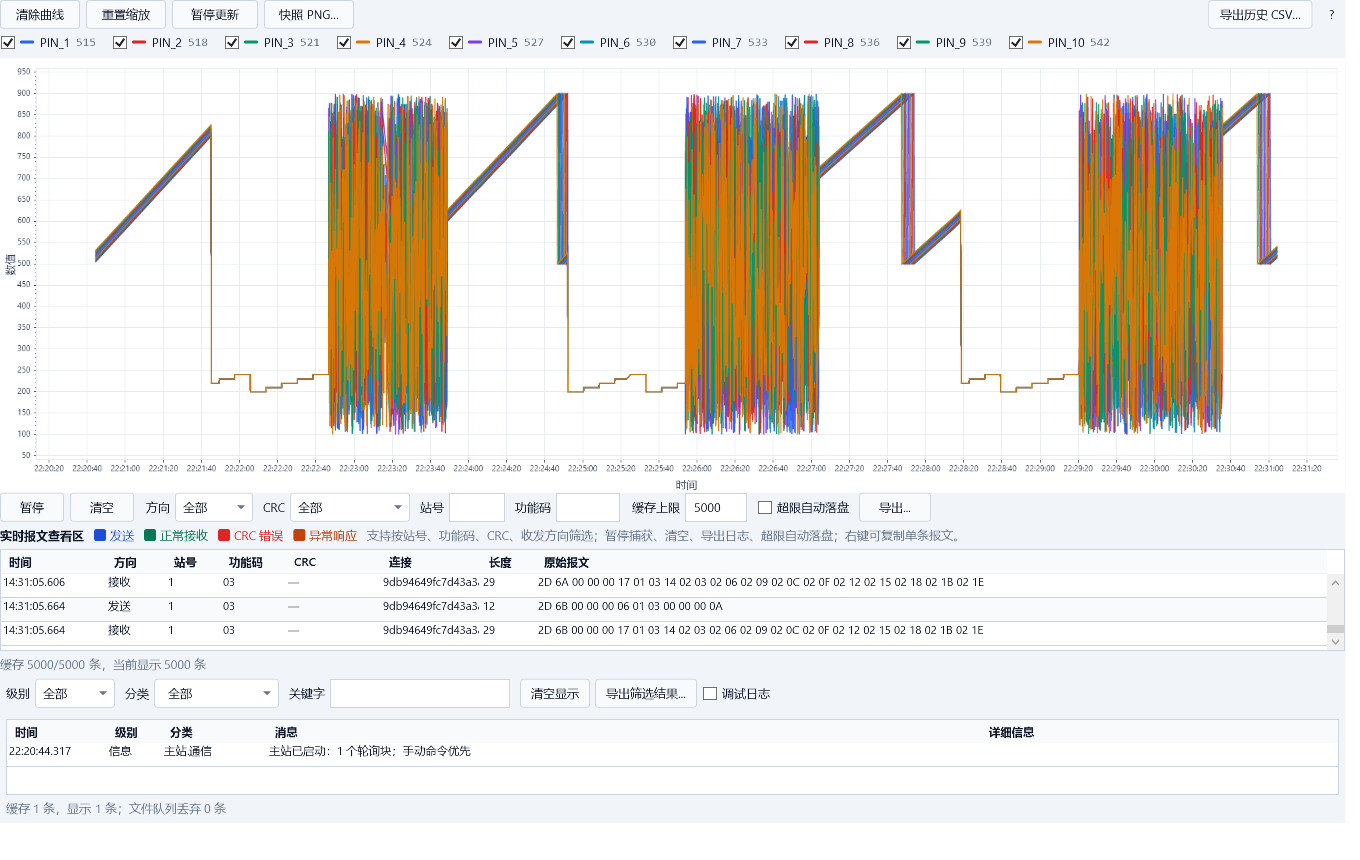 清除曲线 重置缩放 暂停更新 快照 PNG... 导出历史 CSV... ?
PIN_1 515 PIN_2 518 PIN_3 521 PIN_4 524 PIN_5 527 PIN_6 530 PIN_7 533 PIN_8 536 PIN_9 539 PIN_10 542
950
900
850
800
750
700
650
600
550
500
450
400
350
300
250
200
150
100
50
数值
22:20:20 22:20:40 22:21:00 22:21:20 22:21:40 22:22:00 22:22:20 22:22:40 22:23:00 22:23:20 22:23:40 22:24:00 22:24:20 22:24:40 22:25:00 22:25:20 22:25:40 22:26:00 22:26:20 22:26:40 22:27:00 22:27:20 22:27:40 22:28:00 22:28:20 22:28:40 22:29:00 22:29:20 22:29:40 22:30:00 22:30:20 22:30:40 22:31:00 22:31:20
时间
暂停 清空 方向 全部 CRC 全部 站号 功能码 缓存上限 5000 超限自动落盘 导出...
实时报文查看区 发送 正常接收 CRC 错误 异常响应 支持按站号、功能码、CRC、收发方向筛选；暂停捕获、清空、导出日志、超限自动落盘；右键可复制单条报文。
时间 方向 站号 功能码 CRC 连接 长度 原始报文
14:31:05.606 接收 1 03 — 9db94649fc7d43a3 29 2D 6A 00 00 00 17 01 03 14 02 03 02 06 02 09 02 0C 02 0F 02 12 02 15 02 18 02 1B 02 1E
14:31:05.664 发送 1 03 — 9db94649fc7d43a3 12 2D 6B 00 00 00 06 01 03 00 00 00 0A
14:31:05.664 接收 1 03 — 9db94649fc7d43a3 29 2D 6B 00 00 00 17 01 03 14 02 03 02 06 02 09 02 0C 02 0F 02 12 02 15 02 18 02 1B 02 1E
缓存 5000/5000 条，当前显示 5000 条
级别 全部 分类 全部 关键字 清空显示 导出筛选结果... 调试日志
时间 级别 分类 消息 详细信息
22:20:44.317 信息 主站.通信 主站已启动：1 个轮询块；手动命令优先
缓存 1 条，显示 1 条；文件队列丢弃 0 条